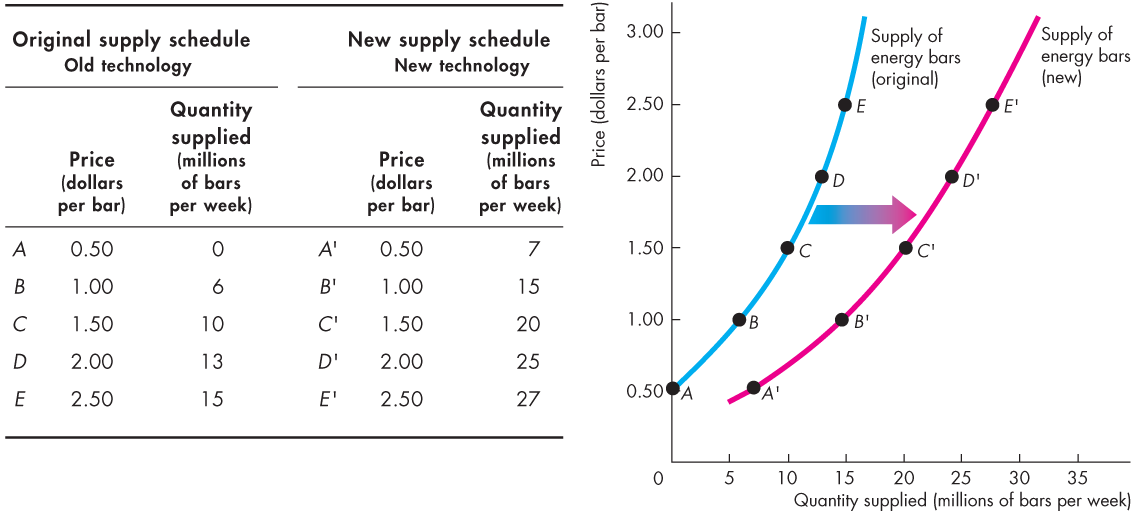 Original supply schedule
Old technology
New supply schedule
New technology
Price
(dollars
per bar)
Quantity
supplied
(millions
of bars
per week)
Price
(dollars
per bar)
Quantity
supplied
(millions
of bars
per week)
A 0.50 0 A' 0.50 7
B 1.00 6 B' 1.00 15
C 1.50 10 C' 1.50 20
D 2.00 13 D' 2.00 25
E 2.50 15 E' 2.50 27
Price (dollars per bar)
3.00
2.50
2.00
1.50
1.00
0.50
0 5 10 15 20 25 30 35
Quantity supplied (millions of bars per week)
Supply of
energy bars
(original)
Supply of
energy bars
(new)
E
E'
D
D'
C
C'
B
B'
A
A'